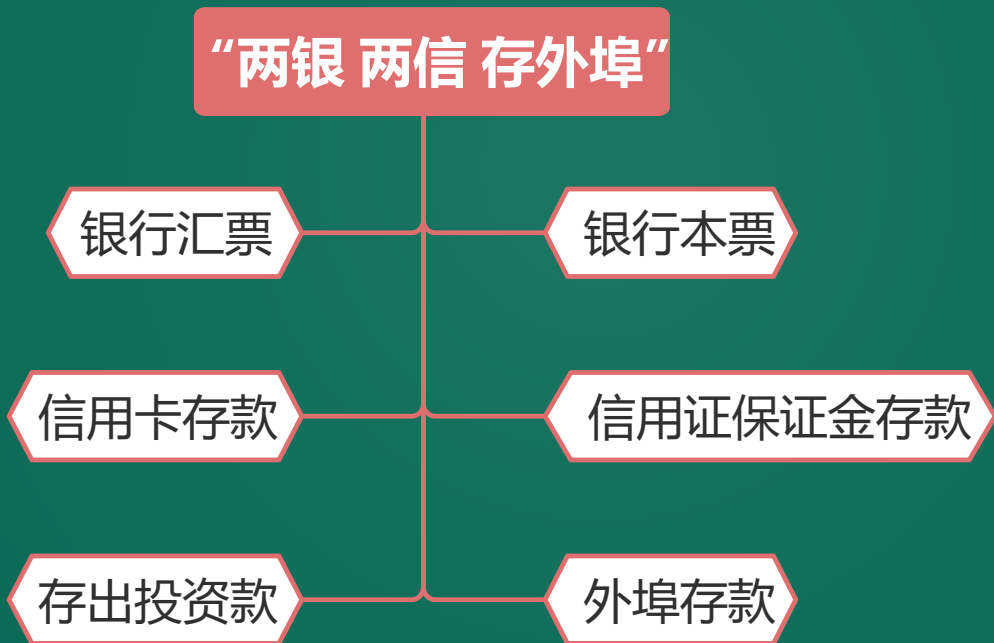 “两银 两信 存外埠”
银行汇票
银行本票
信用卡存款
信用证保证金存款
存出投资款
外埠存款